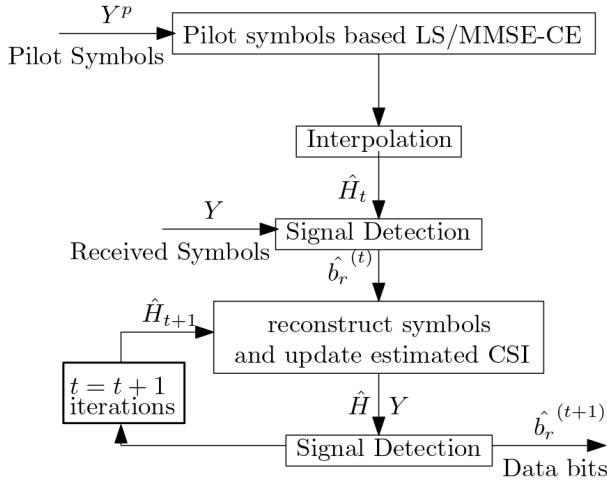 Y^p
Pilot symbols based LS/MMSE-CE
Pilot Symbols
Interpolation
Ĥ_t
Y
Signal Detection
Received Symbols
b̂_r^(t)
Ĥ_{t+1}
reconstruct symbols
and update estimated CSI
t = t + 1
iterations
Ĥ Y
b̂_r^(t+1)
Signal Detection
Data bits